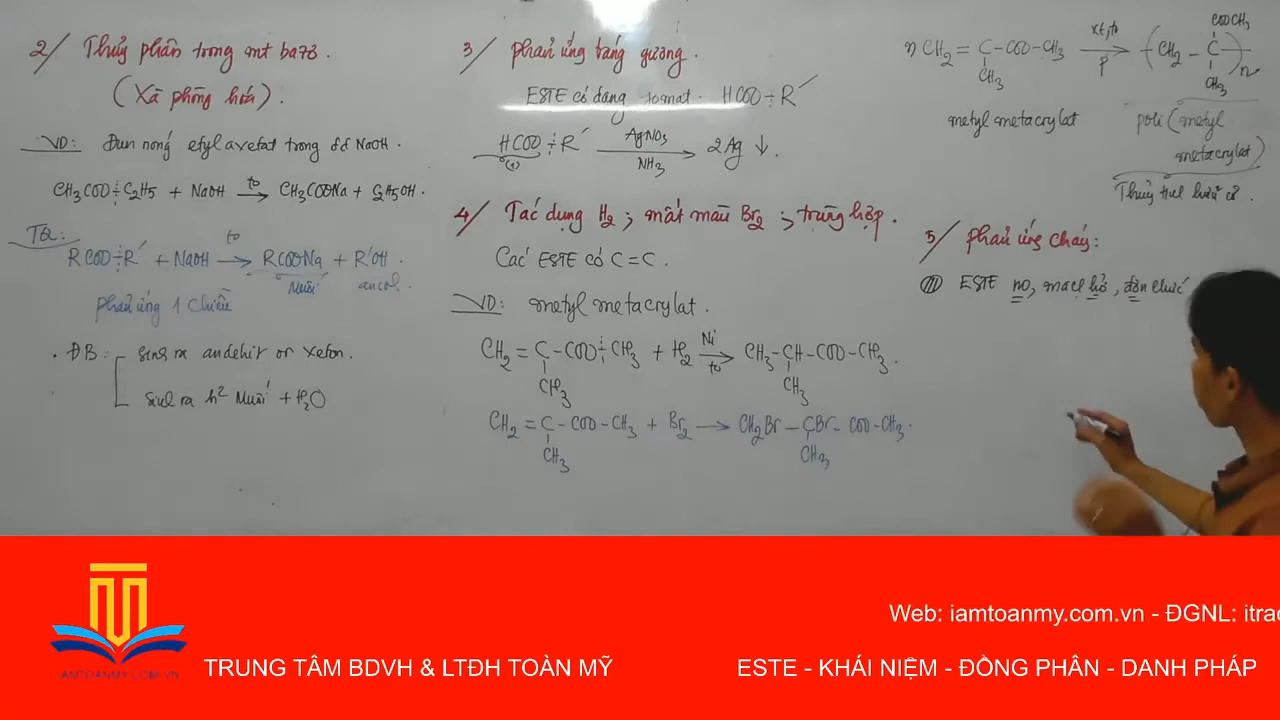 2/ Thủy phân trong mt bazơ.
(Xà phòng hóa).
VD: Đun nóng etyl axetat trong dd NaOH.
CH3COO-C2H5 + NaOH →(t°) CH3COONa + C2H5OH.
TQ:
RCOO-R' + NaOH →(t°) RCOONa + R'OH.
Muối ancol.
phản ứng 1 chiều
. ĐB: sinh ra andehit or xeton.
sinh ra h² Muối + H2O
3/ phản ứng tráng gương.
ESTE có dạng fomat. HCOO-R'
HCOO-R' →(AgNO3, NH3) 2Ag↓.
(1)
4/ Tác dụng H2; mất màu Br2; trùng hợp.
Các ESTE có C=C.
VD: metyl metacrylat.
CH2=C-COO-CH3 + H2 →(Ni, t°) CH3-CH-COO-CH3.
CH3 CH3
CH2=C-COO-CH3 + Br2 → CH2Br-CBr-COO-CH3.
CH3 CH3
COOCH3
n CH2=C-COO-CH3 →(xt, t°, p) (CH2-C)n
CH3 CH3
metyl metacrylat poli(metyl
metacrylat)
Thủy tinh hữu cơ.
5/ phản ứng cháy:
ESTE no, mạch hở, đơn chức
IAMTOANMY.COM.VN
Web: iamtoanmy.com.vn - ĐGNL: itrac
TRUNG TÂM BDVH & LTĐH TOÀN MỸ
ESTE - KHÁI NIỆM - ĐỒNG PHÂN - DANH PHÁP